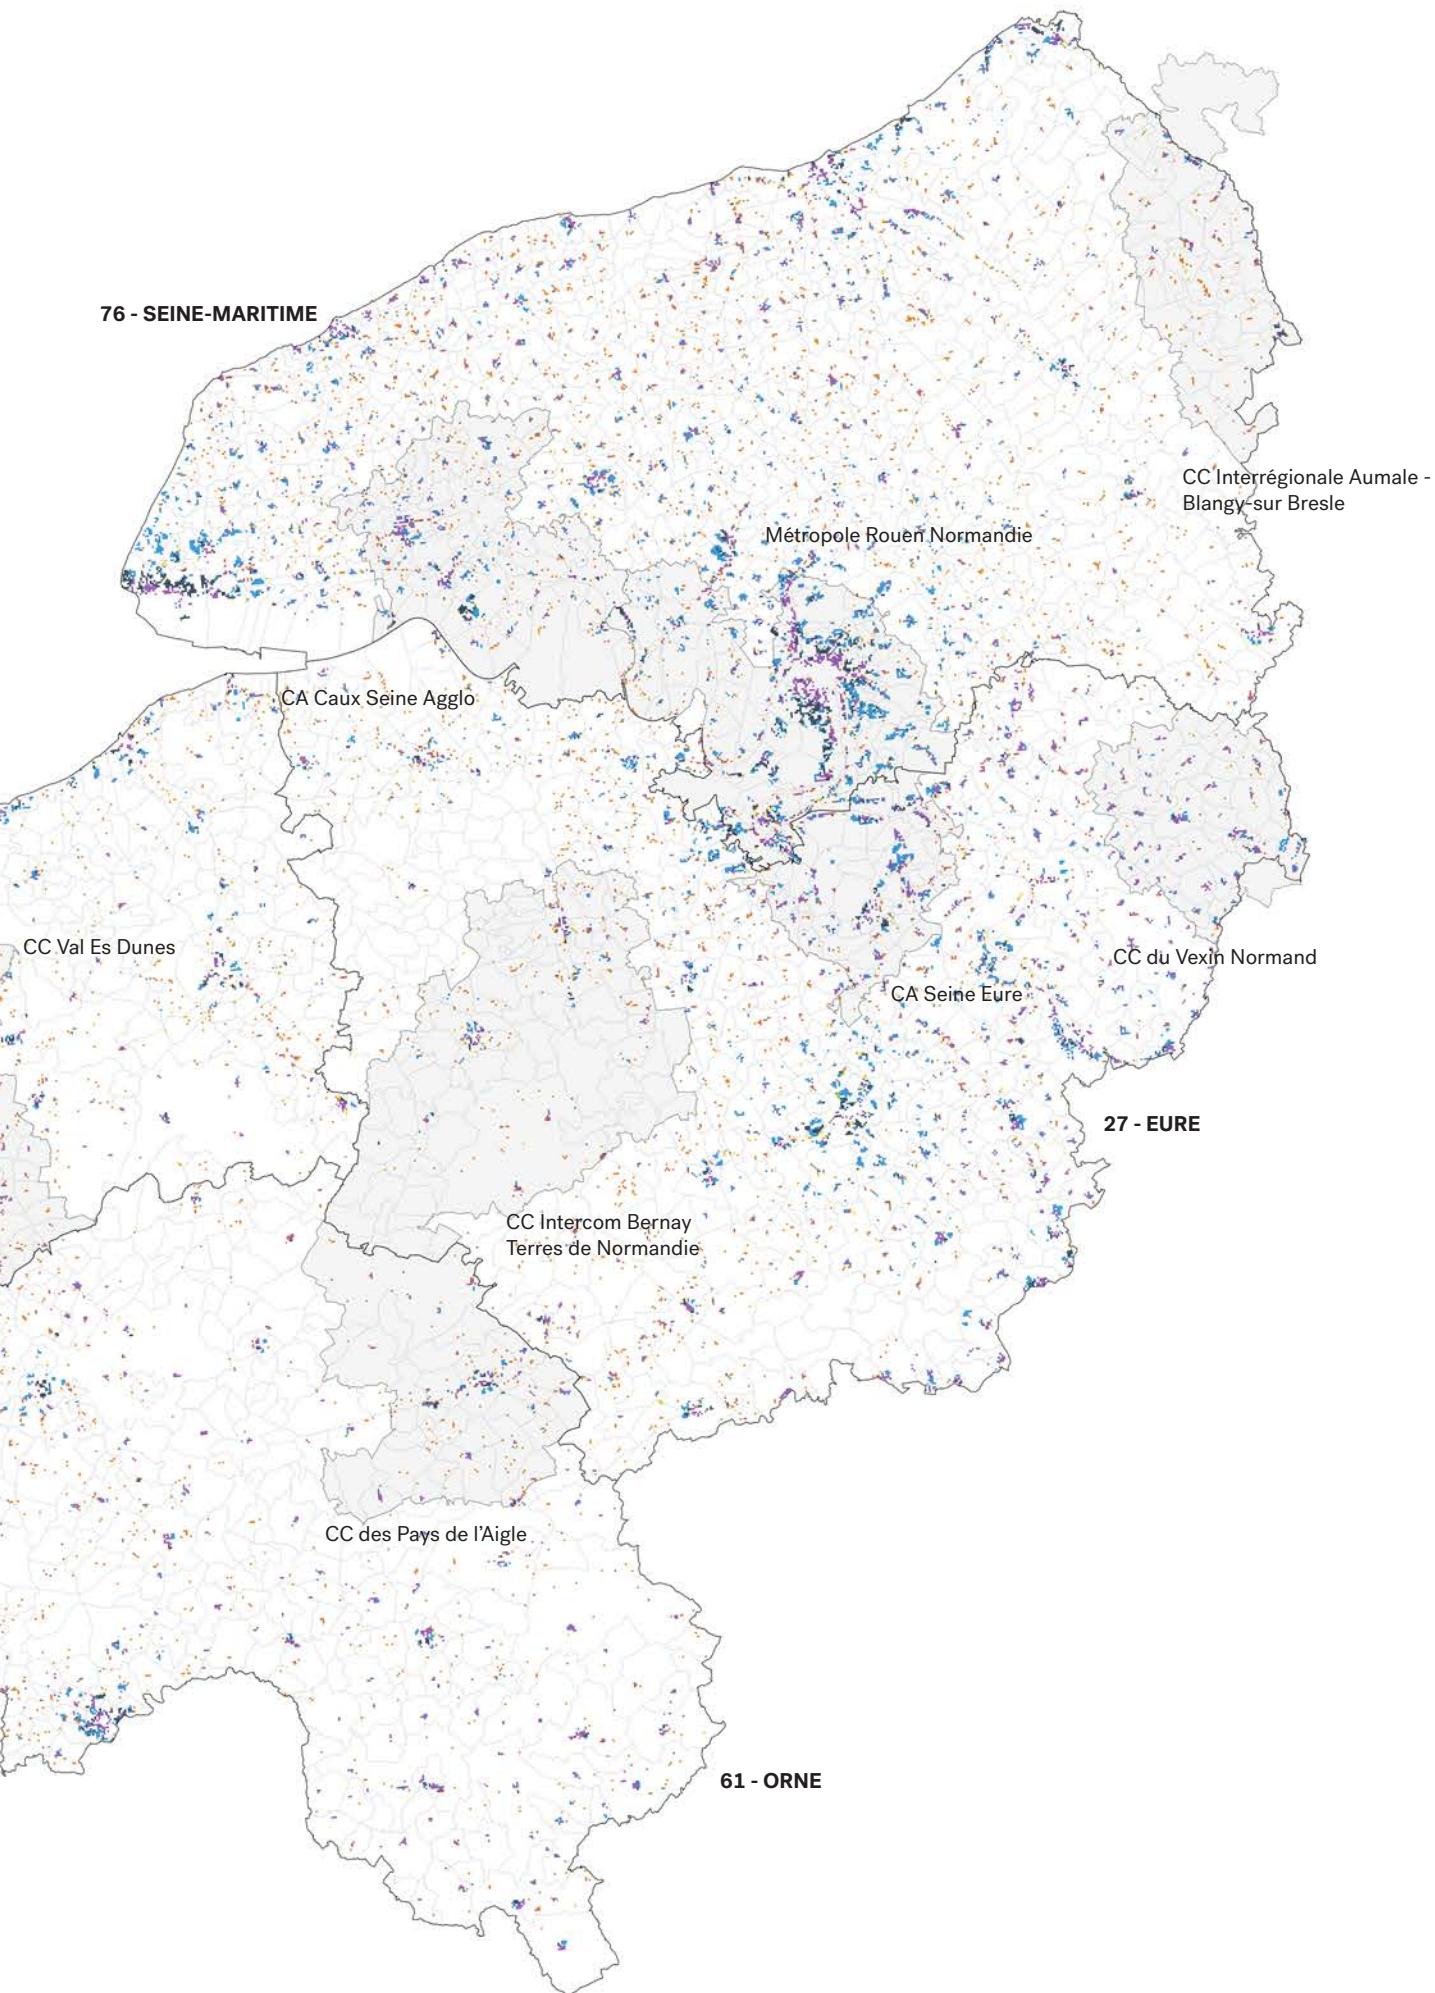 76 - SEINE-MARITIME
CC Interrégionale Aumale -
Blangy-sur Bresle
Métropole Rouen Normandie
CA Caux Seine Agglo
CC Val Es Dunes
CC du Vexin Normand
CA Seine Eure
27 - EURE
CC Intercom Bernay
Terres de Normandie
CC des Pays de l'Aigle
61 - ORNE